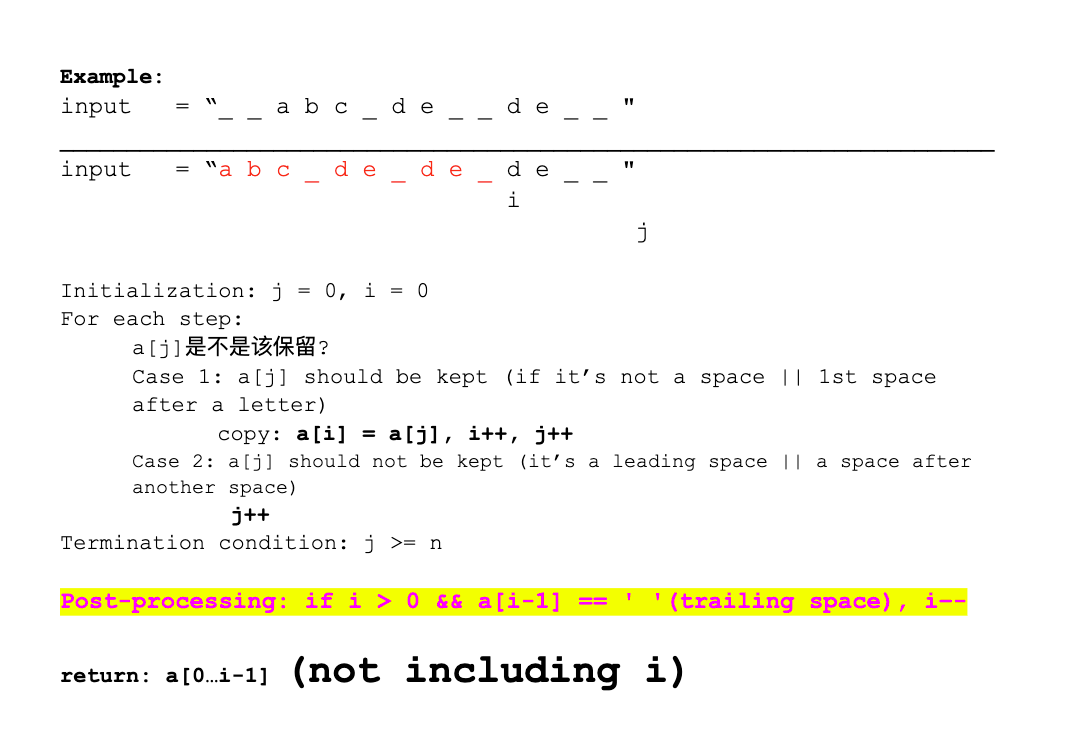 Example:
input = “_ _ a b c _ d e _ _ d e _ _ "
input = “a b c _ d e _ d e _ d e _ _ "
i
j
Initialization: j = 0, i = 0
For each step:
a[j]是不是该保留?
Case 1: a[j] should be kept (if it’s not a space || 1st space
after a letter)
copy: a[i] = a[j], i++, j++
Case 2: a[j] should not be kept (it’s a leading space || a space after
another space)
j++
Termination condition: j >= n
Post-processing: if i > 0 && a[i-1] == ' '(trailing space), i--
return: a[0…i-1] (not including i)